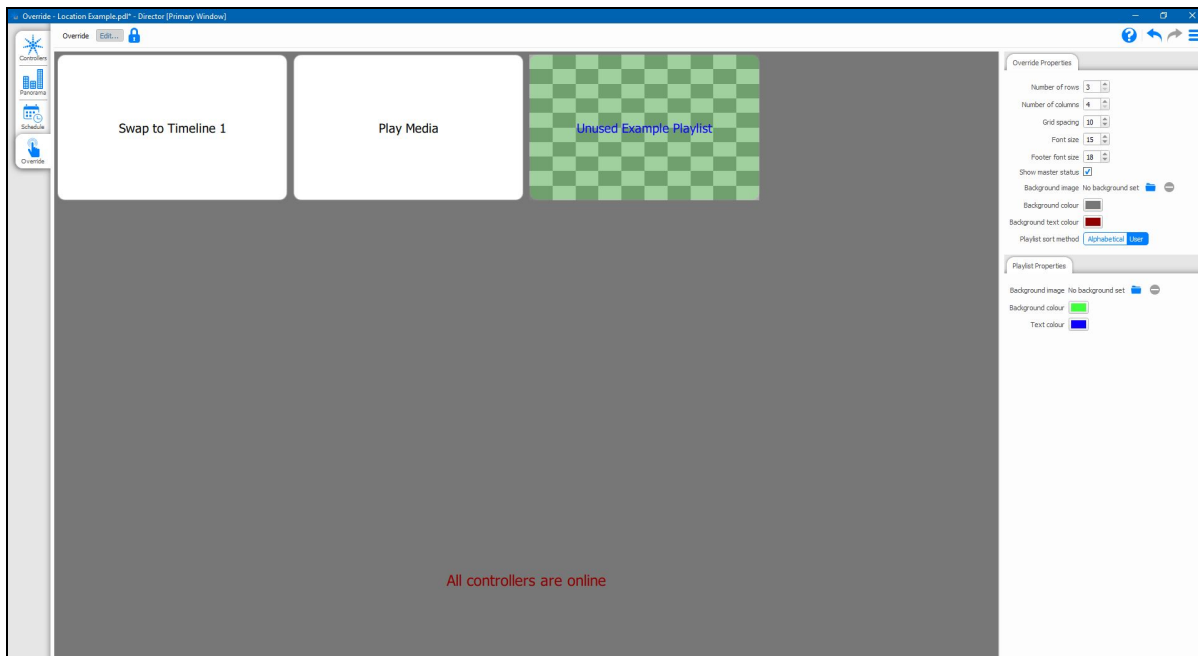 Override - Location Example.pdl* - Director [Primary Window]
Controllers
Panorama
Schedule
Override
Override Edit...
Swap to Timeline 1
Play Media
Unused Example Playlist
All controllers are online
Override Properties
Number of rows 3
Number of columns 4
Grid spacing 10
Font size 15
Footer font size 18
Show master status
Background image No background set
Background colour
Background text colour
Playlist sort method Alphabetical User
Playlist Properties
Background image No background set
Background colour
Text colour